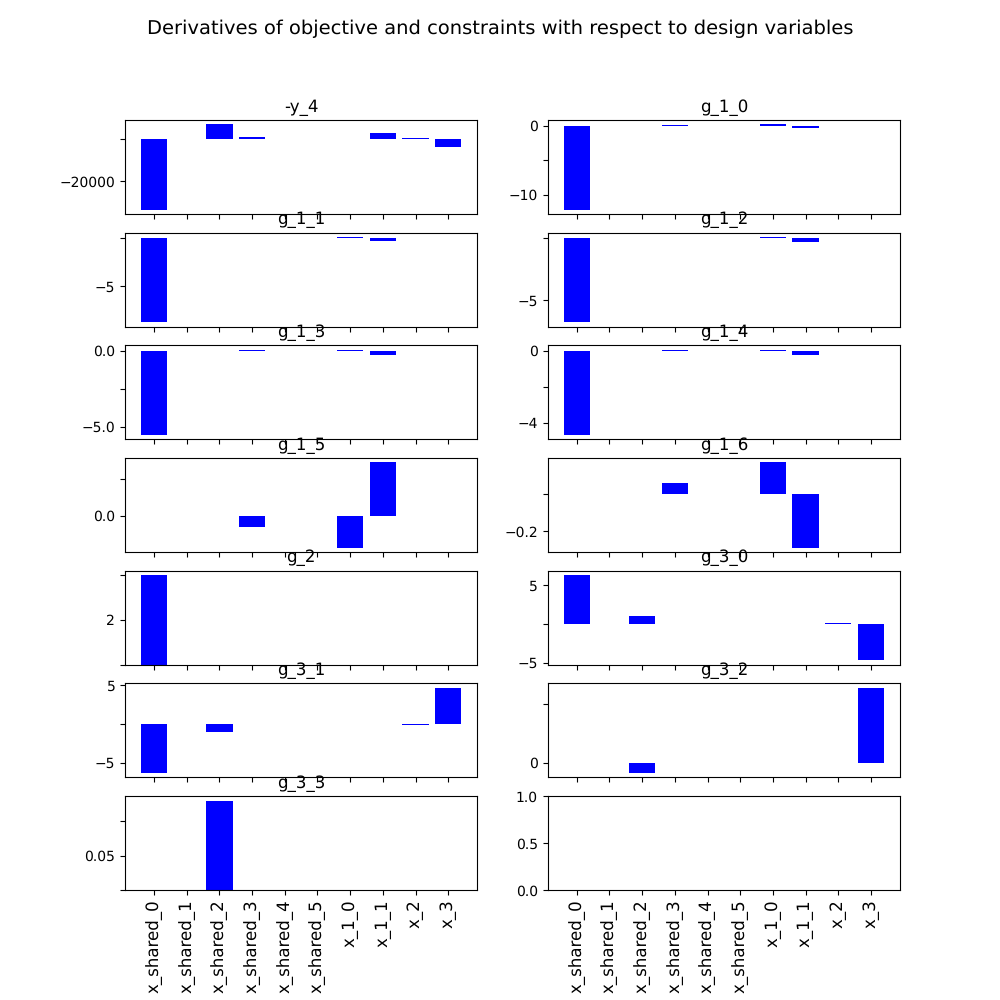 Derivatives of objective and constraints with respect to design variables
-y_4
−20000
g_1_0
0
−10
g_1_1
−5
g_1_2
−5
g_1_3
0.0
−5.0
g_1_4
0
−4
g_1_5
0.0
g_1_6
−0.2
g_2
2
g_3_0
5
−5
g_3_1
5
−5
g_3_2
0
g_3_3
0.05
1.0
0.5
0.0
x_shared_0
x_shared_1
x_shared_2
x_shared_3
x_shared_4
x_shared_5
x_1_0
x_1_1
x_2
x_3
x_shared_0
x_shared_1
x_shared_2
x_shared_3
x_shared_4
x_shared_5
x_1_0
x_1_1
x_2
x_3